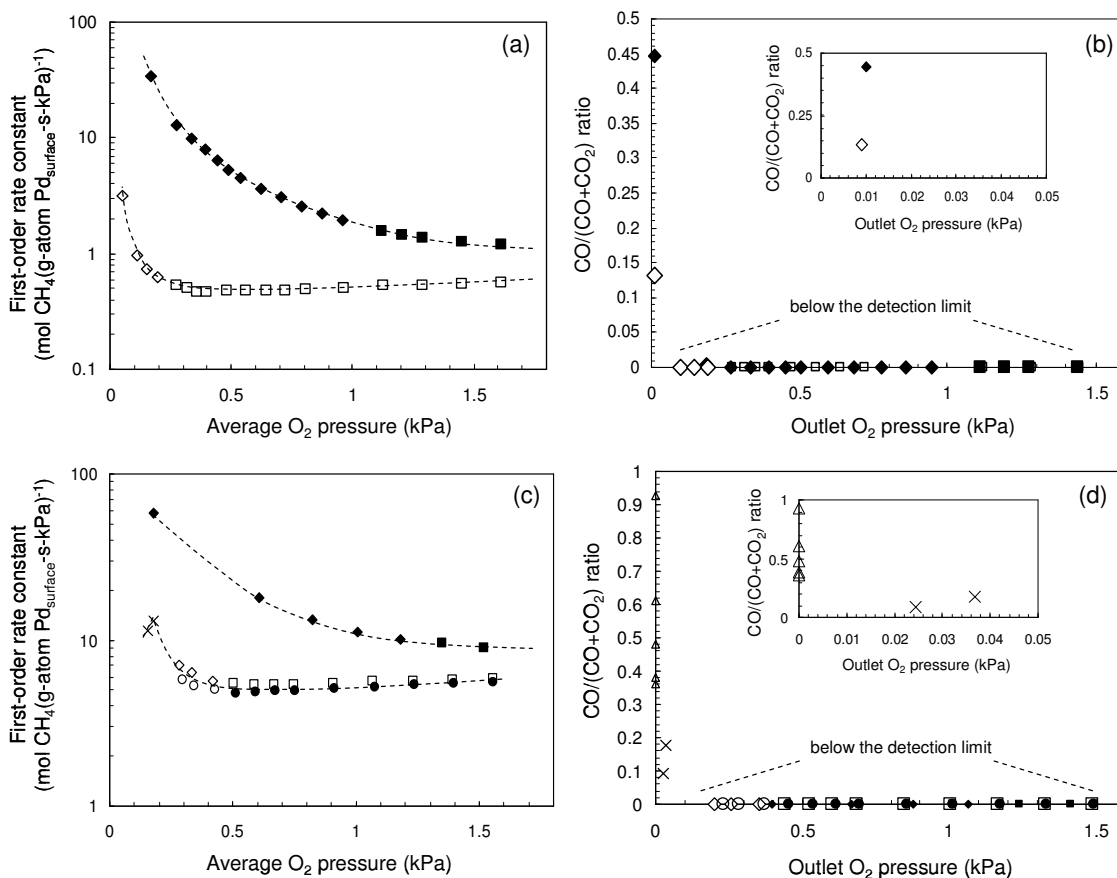 (a)
First-order rate constant
(mol CH₄(g-atom Pd_surface-s-kPa)⁻¹
100
10
1
0.1
0 0.5 1 1.5
Average O₂ pressure (kPa)
(b)
CO/(CO+CO₂) ratio
0.5
0.45
0.4
0.35
0.3
0.25
0.2
0.15
0.1
0.05
0
0 0.5 1 1.5
Outlet O₂ pressure (kPa)
below the detection limit
CO/(CO+CO₂) ratio
0.5
0.25
0
0 0.01 0.02 0.03 0.04 0.05
Outlet O₂ pressure (kPa)
(c)
First-order rate constant
(mol CH₄(g-atom Pd_surface-s-kPa)⁻¹
100
10
1
0 0.5 1 1.5
Average O₂ pressure (kPa)
(d)
CO/(CO+CO₂) ratio
1
0.9
0.8
0.7
0.6
0.5
0.4
0.3
0.2
0.1
0
0 0.5 1 1.5
Outlet O₂ pressure (kPa)
below the detection limit
CO/(CO+CO₂) ratio
1
0.5
0
0 0.01 0.02 0.03 0.04 0.05
Outlet O₂ pressure (kPa)